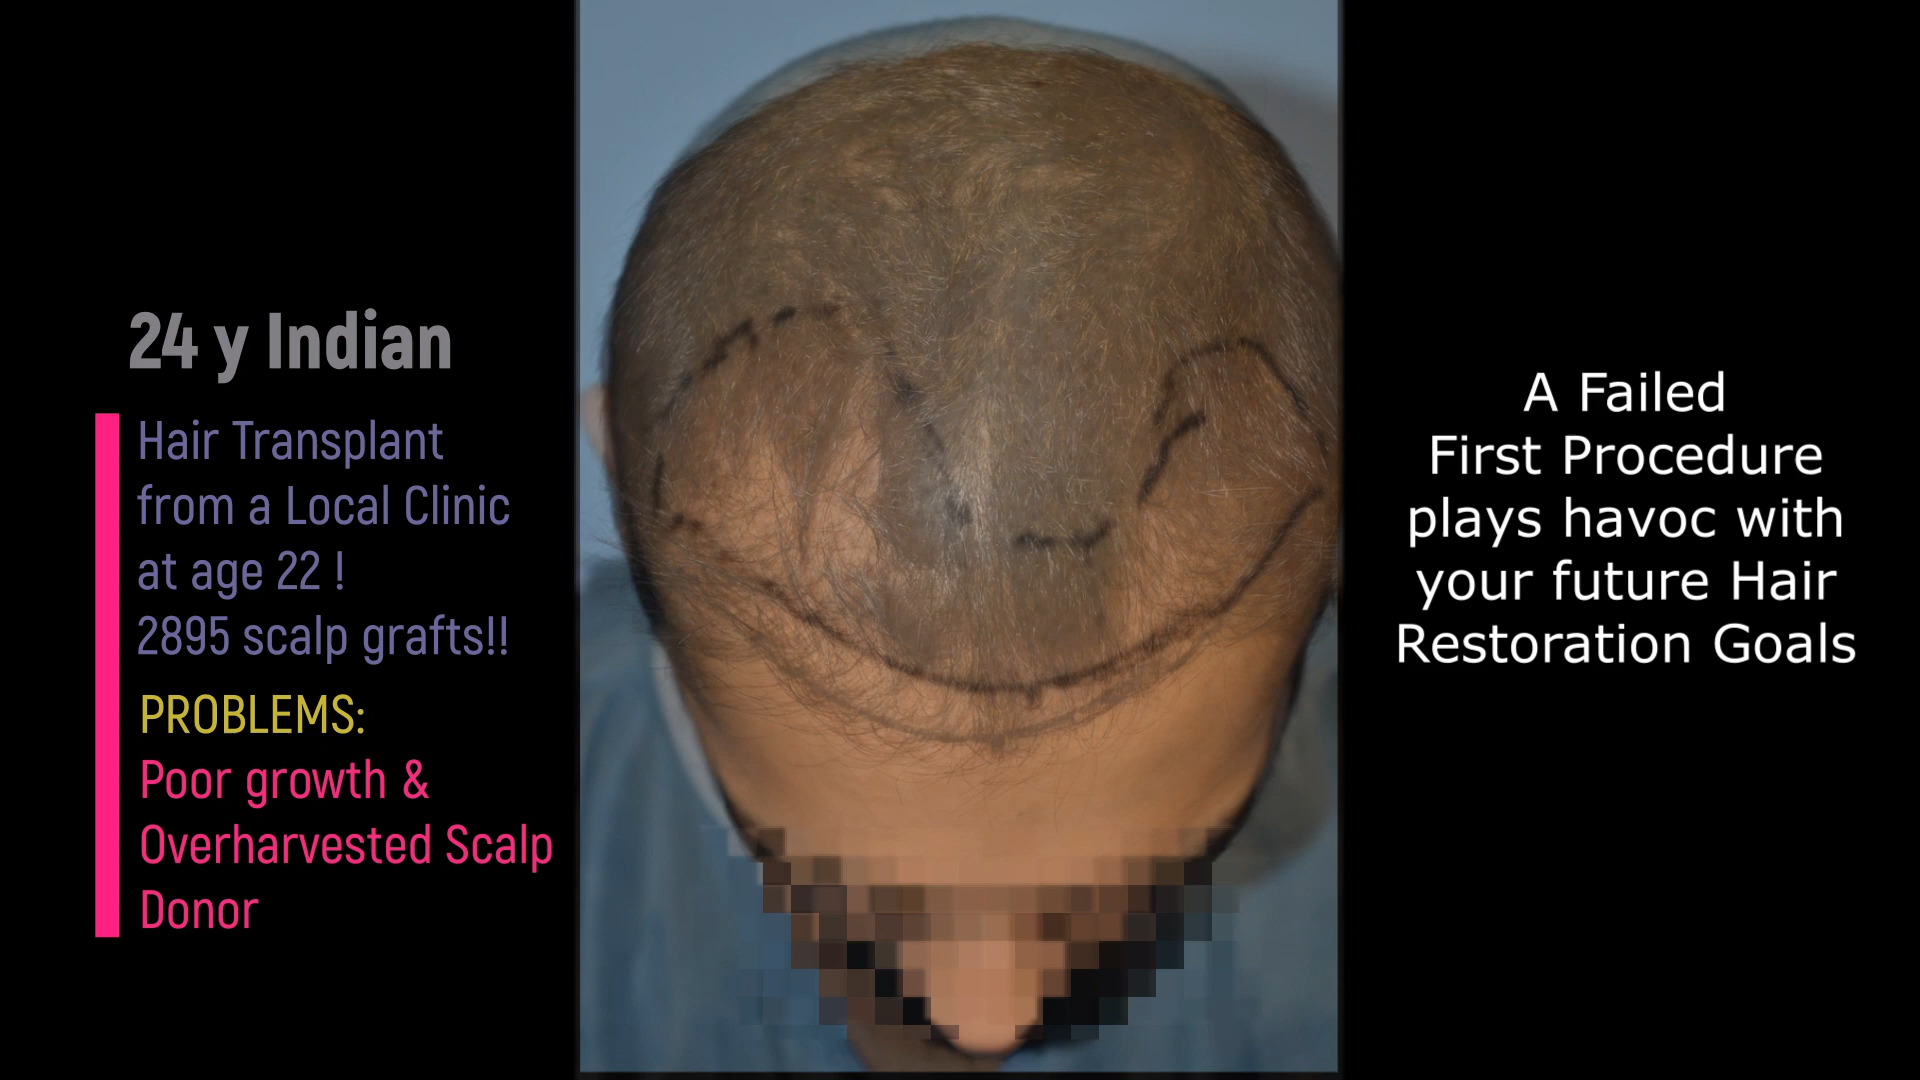 24 y Indian
Hair Transplant
from a Local Clinic
at age 22 !
2895 scalp grafts!!
PROBLEMS:
Poor growth &
Overharvested Scalp
Donor
A Failed
First Procedure
plays havoc with
your future Hair
Restoration Goals